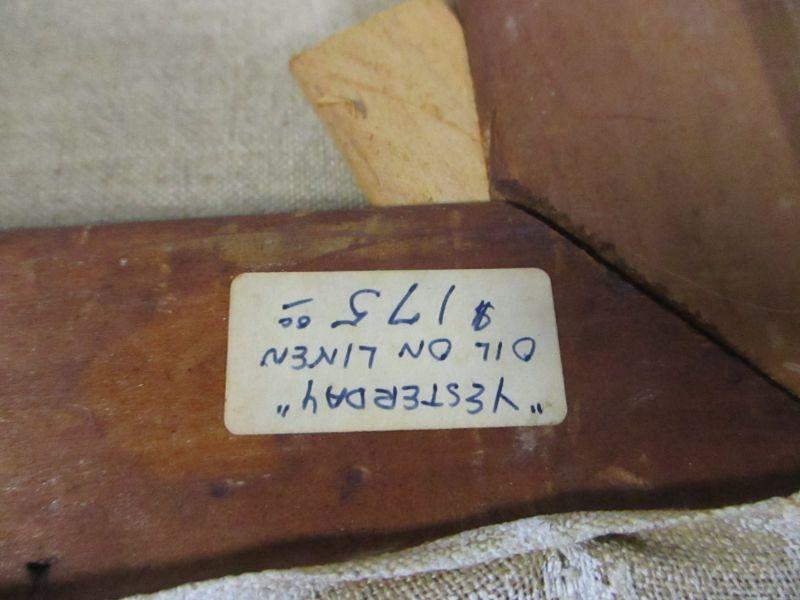 "YESTERDAY"
OIL ON LINEN
$175.00